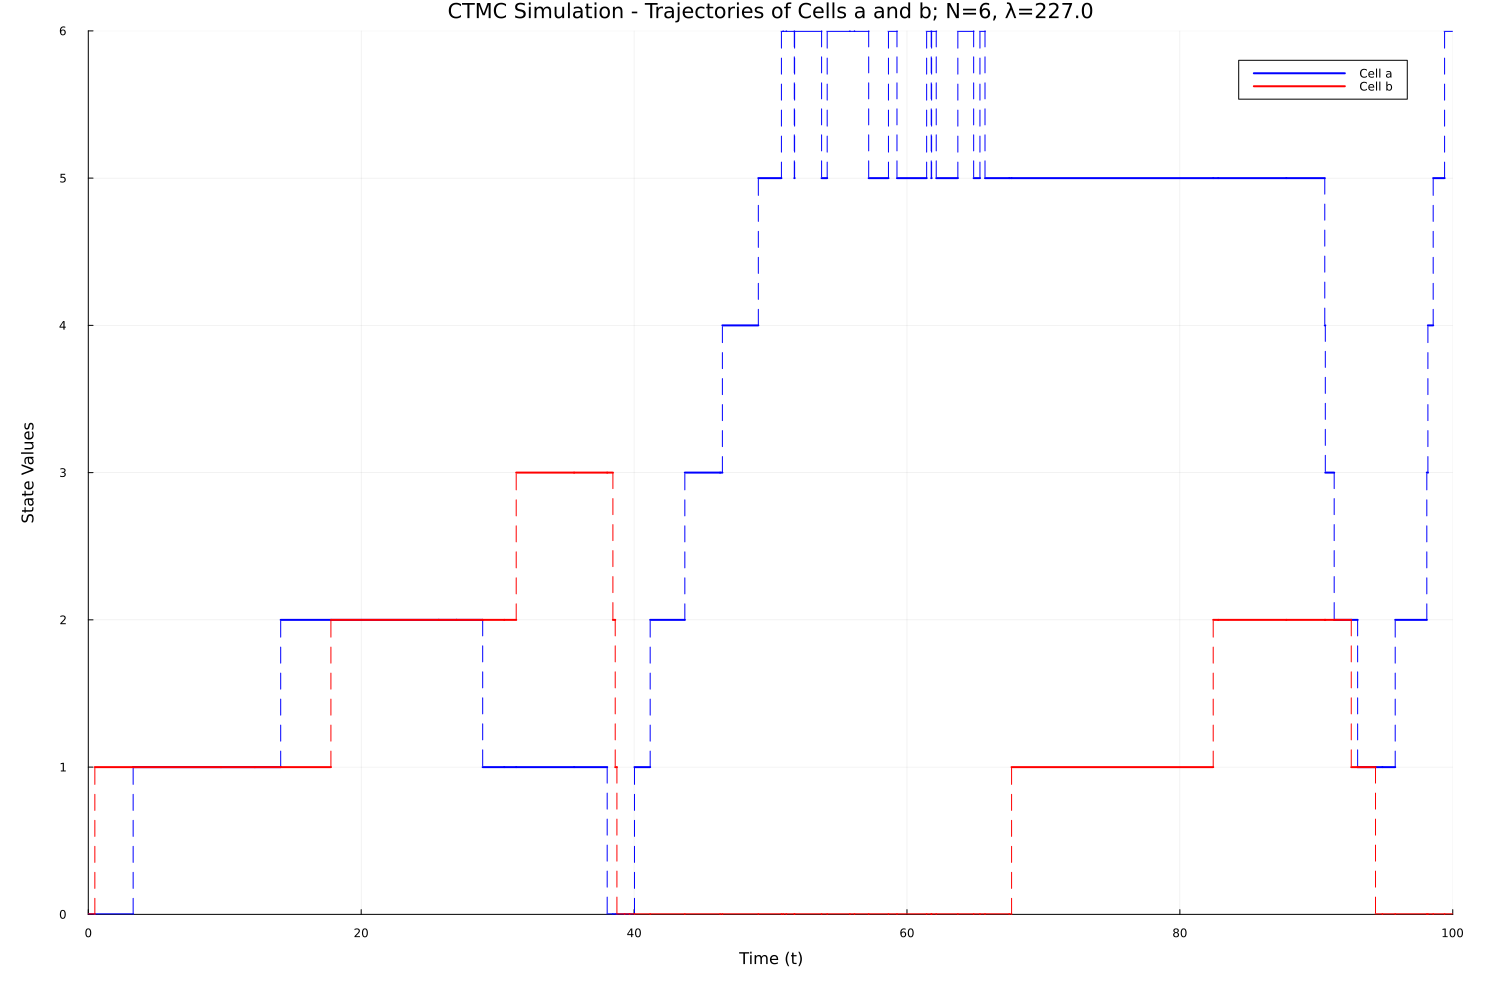 CTMC Simulation - Trajectories of Cells a and b; N=6, λ=227.0
6
Cell a
Cell b
5
4
State Values
3
2
1
0
0 20 40 60 80 100
Time (t)